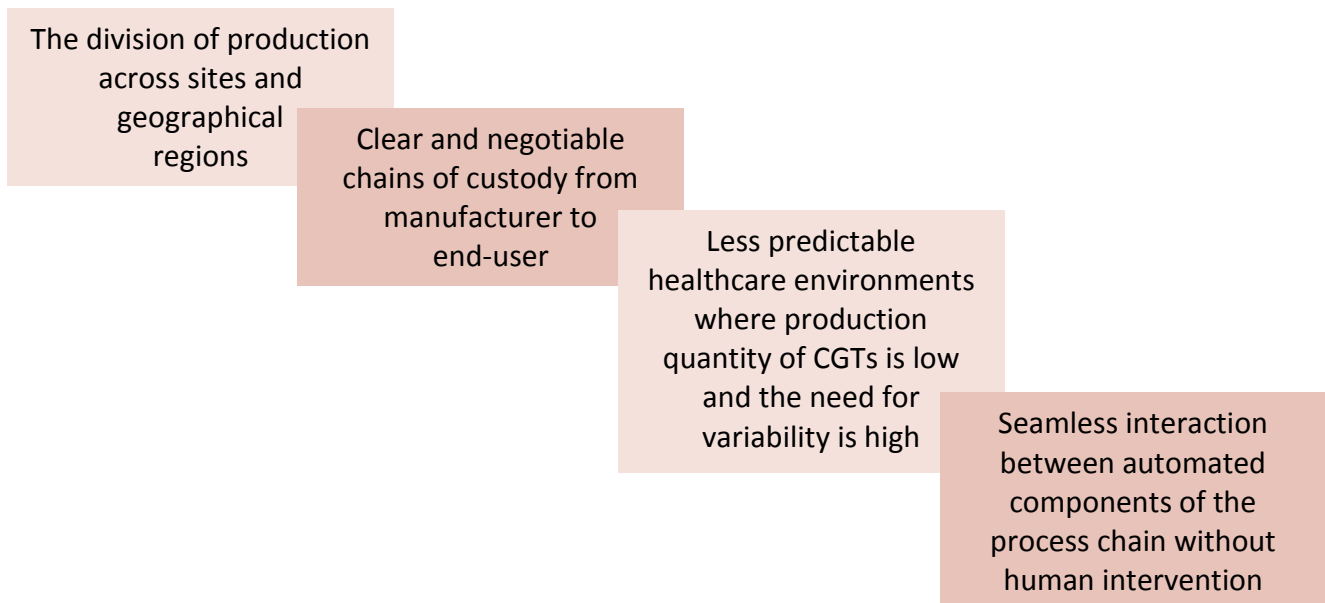 The division of production
across sites and
geographical
regions
Clear and negotiable
chains of custody from
manufacturer to
end-user
Less predictable
healthcare environments
where production
quantity of CGTs is low
and the need for
variability is high
Seamless interaction
between automated
components of the
process chain without
human intervention